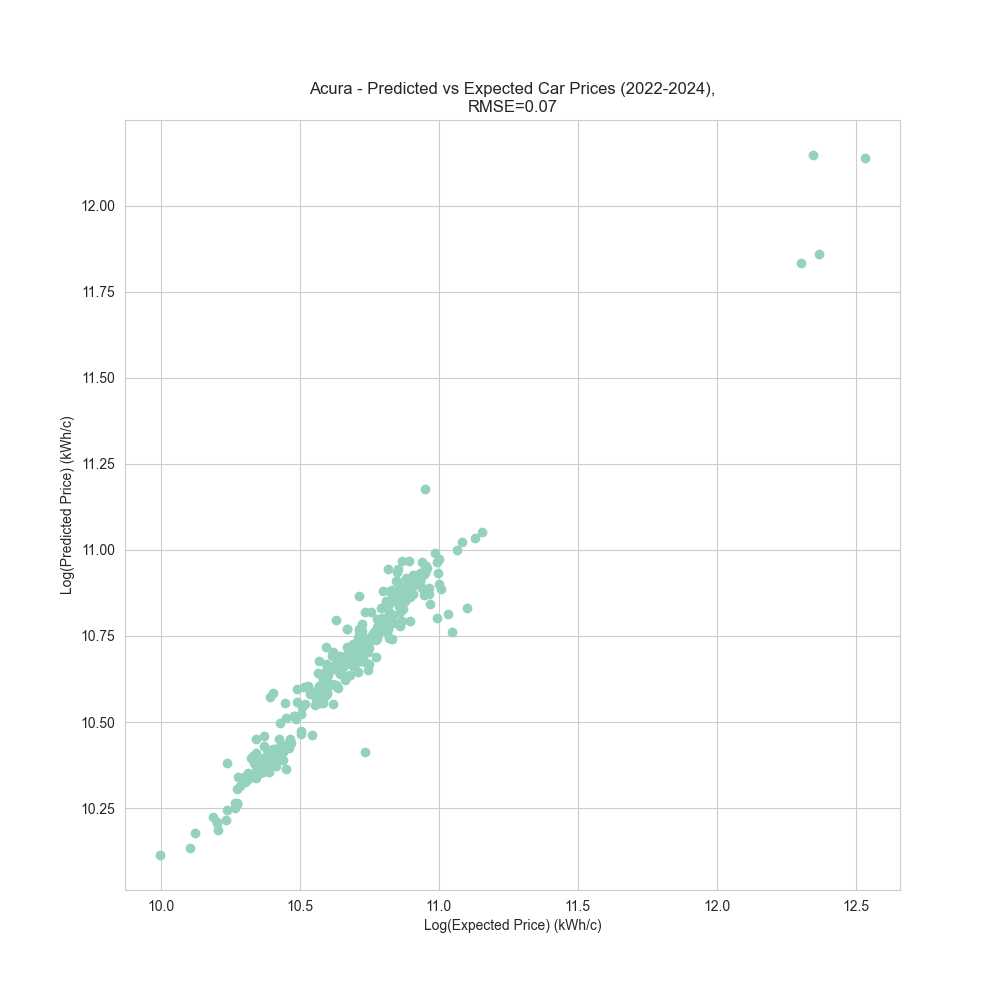 Acura - Predicted vs Expected Car Prices (2022-2024),
RMSE=0.07
Log(Predicted Price) (kWh/c)
12.00
11.75
11.50
11.25
11.00
10.75
10.50
10.25
10.0 10.5 11.0 11.5 12.0 12.5
Log(Expected Price) (kWh/c)